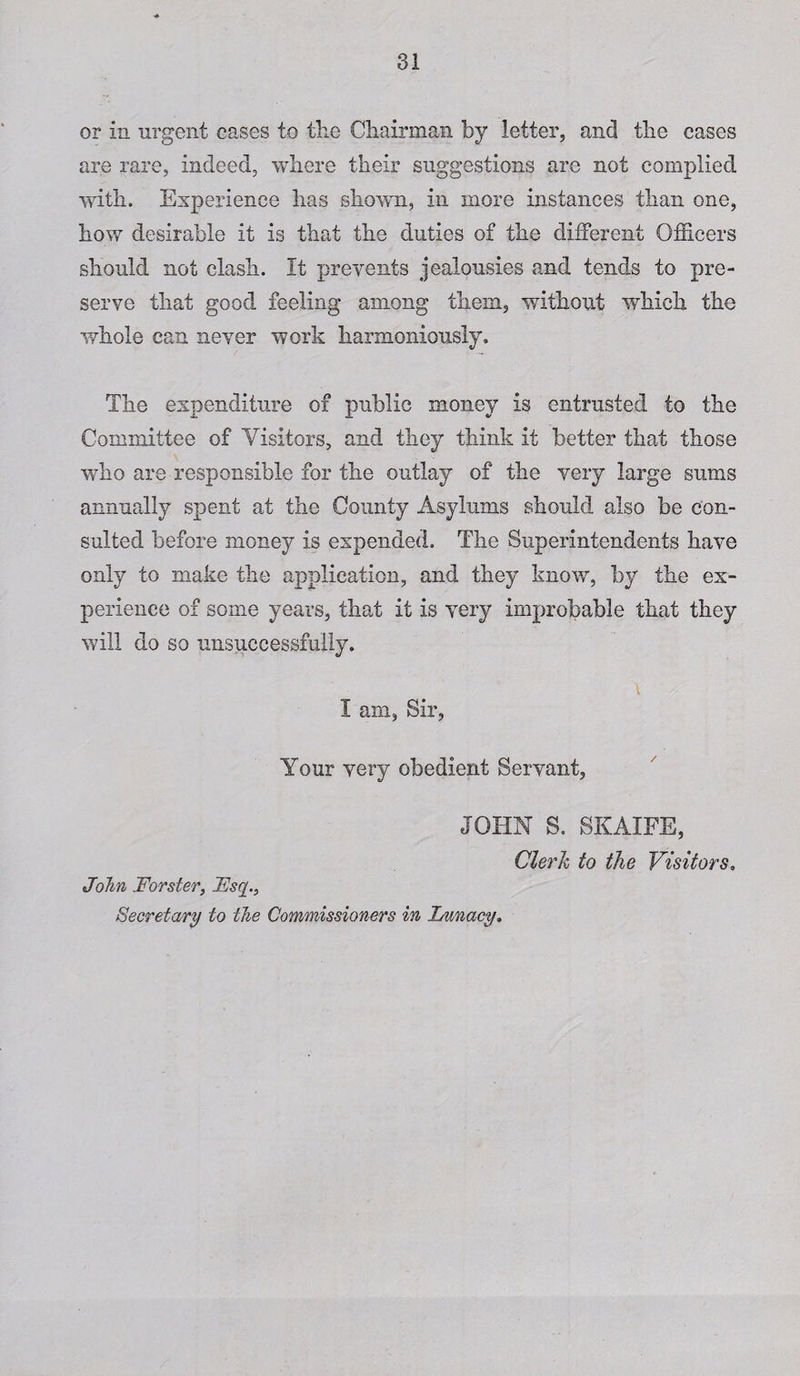 31
or in urgent cases to the Chairman by letter, and the cases
are rare, indeed, where their suggestions are not complied
with. Experience has shown, in more instances than one,
how desirable it is that the duties of the different Officers
should not clash. It prevents jealousies and tends to pre-
serve that good feeling among them, without which the
whole can never work harmoniously.
The expenditure of public money is entrusted to the
Committee of Visitors, and they think it better that those
who are responsible for the outlay of the very large sums
annually spent at the County Asylums should also be con-
sulted before money is expended. The Superintendents have
only to make the application, and they know, by the ex-
perience of some years, that it is very improbable that they
will do so unsuccessfully.
I am, Sir,
Your very obedient Servant,
JOHN S. SKAIFE,
Clerk to the Visitors.
John Forster, Esq.,
Secretary to the Commissioners in Lunacy.